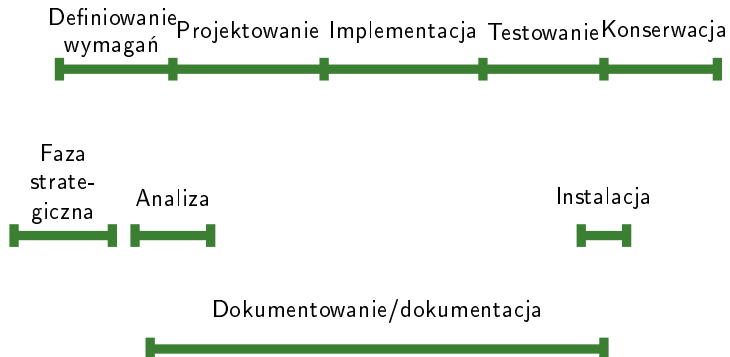 Definiowanie
wymagań
Projektowanie
Implementacja
Testowanie
Konserwacja
Faza
strate-
giczna
Analiza
Instalacja
Dokumentowanie/dokumentacja